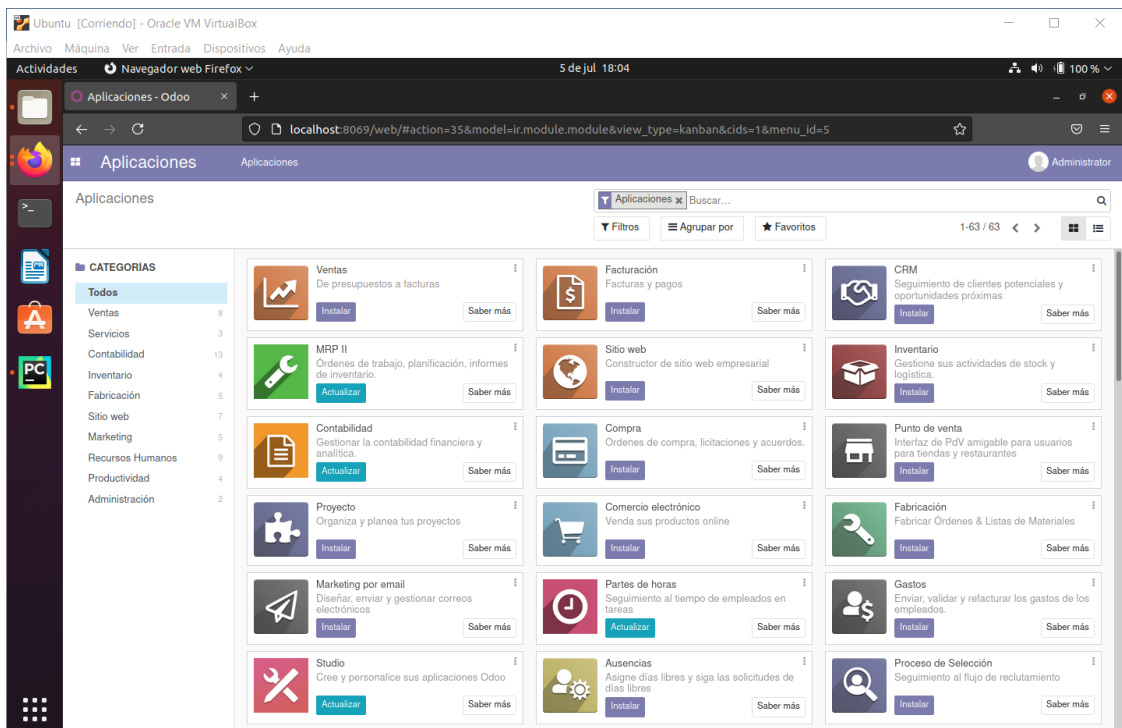 Ubuntu [Corriendo] - Oracle VM VirtualBox
Archivo Máquina Ver Entrada Dispositivos Ayuda
Actividades Navegador web Firefox 5 de jul 18:04 100 %
Aplicaciones - Odoo
localhost:8069/web/#action=35&model=ir.module.module&view_type=kanban&cids=1&menu_id=5
Aplicaciones Aplicaciones Administrator
Aplicaciones
Aplicaciones Buscar...
Filtros Agrupar por Favoritos 1-63 / 63
CATEGORÍAS
Todos
Ventas 8
Servicios 3
Contabilidad 13
Inventario 4
Fabricación 5
Sitio web 7
Marketing 5
Recursos Humanos 9
Productividad 4
Administración 2
Ventas
De presupuestos a facturas
Instalar Saber más
Facturación
Facturas y pagos
Instalar Saber más
CRM
Seguimiento de clientes potenciales y
oportunidades próximas
Instalar Saber más
MRP II
Órdenes de trabajo, planificación, informes
de inventario.
Actualizar Saber más
Sitio web
Constructor de sitio web empresarial
Instalar Saber más
Inventario
Gestione sus actividades de stock y
logística.
Instalar Saber más
Contabilidad
Gestionar la contabilidad financiera y
analítica.
Actualizar Saber más
Compra
Órdenes de compra, licitaciones y acuerdos.
Instalar Saber más
Punto de venta
Interfaz de PdV amigable para usuarios
para tiendas y restaurantes
Instalar Saber más
Proyecto
Organiza y planea tus proyectos
Instalar Saber más
Comercio electrónico
Venda sus productos online
Instalar Saber más
Fabricación
Fabricar Órdenes & Listas de Materiales
Instalar Saber más
Marketing por email
Diseñar, enviar y gestionar correos
electrónicos
Instalar Saber más
Partes de horas
Seguimiento al tiempo de empleados en
tareas
Actualizar Saber más
Gastos
Enviar, validar y refacturar los gastos de los
empleados.
Instalar Saber más
Studio
Cree y personalice sus aplicaciones Odoo
Actualizar Saber más
Ausencias
Asigne días libres y siga las solicitudes de
días libres
Instalar Saber más
Proceso de Selección
Seguimiento al flujo de reclutamiento
Instalar Saber más
PC